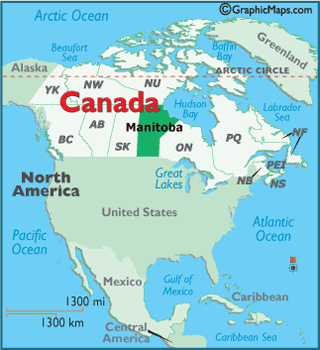 ©GraphicMaps.com
Arctic Ocean
Beaufort
Sea
Baffin
Bay
Greenland
Alaska
ARCTIC CIRCLE
YK
NW
NU
Canada
Hudson
Bay
Labrador
Sea
Manitoba
BC
AB
SK
ON
PQ
NF
PEI
NB
NS
North
America
Great
Lakes
United States
Pacific
Ocean
Atlantic
Ocean
Mexico
Gulf of
Mexico
Caribbean
1300 mi
1300 km
Central
America
Caribbean Sea